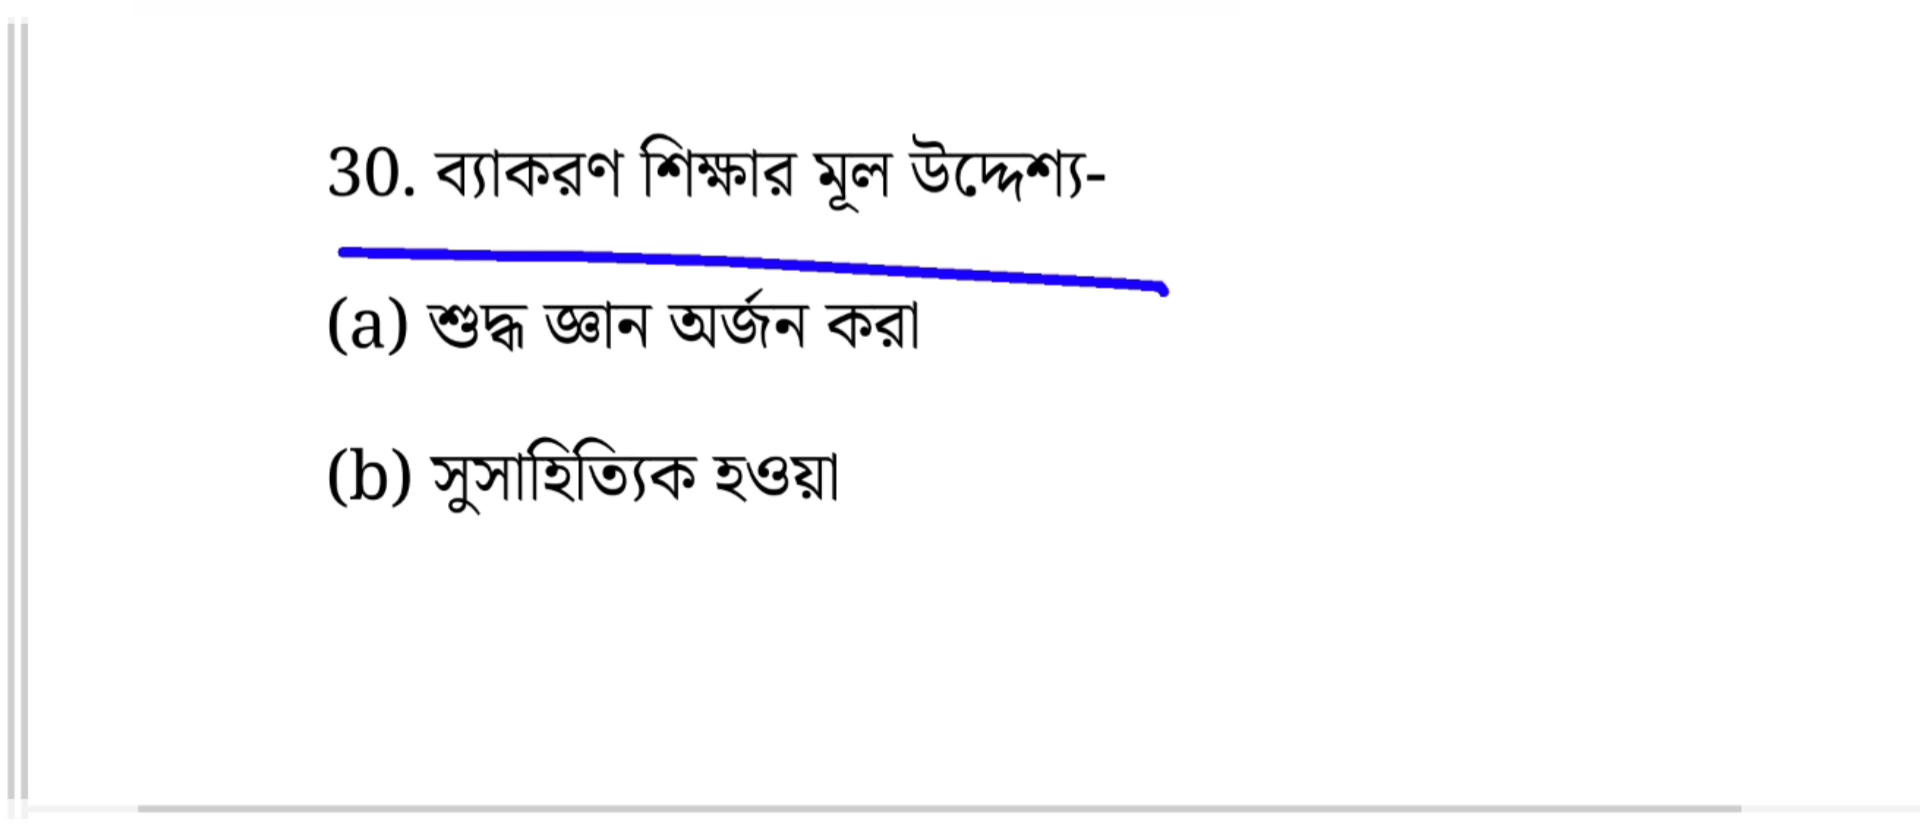 30. ব্যাকরণ শিক্ষার মূল উদ্দেশ্য-
(a) শুদ্ধ জ্ঞান অর্জন করা
(b) সুসাহিত্যিক হওয়া